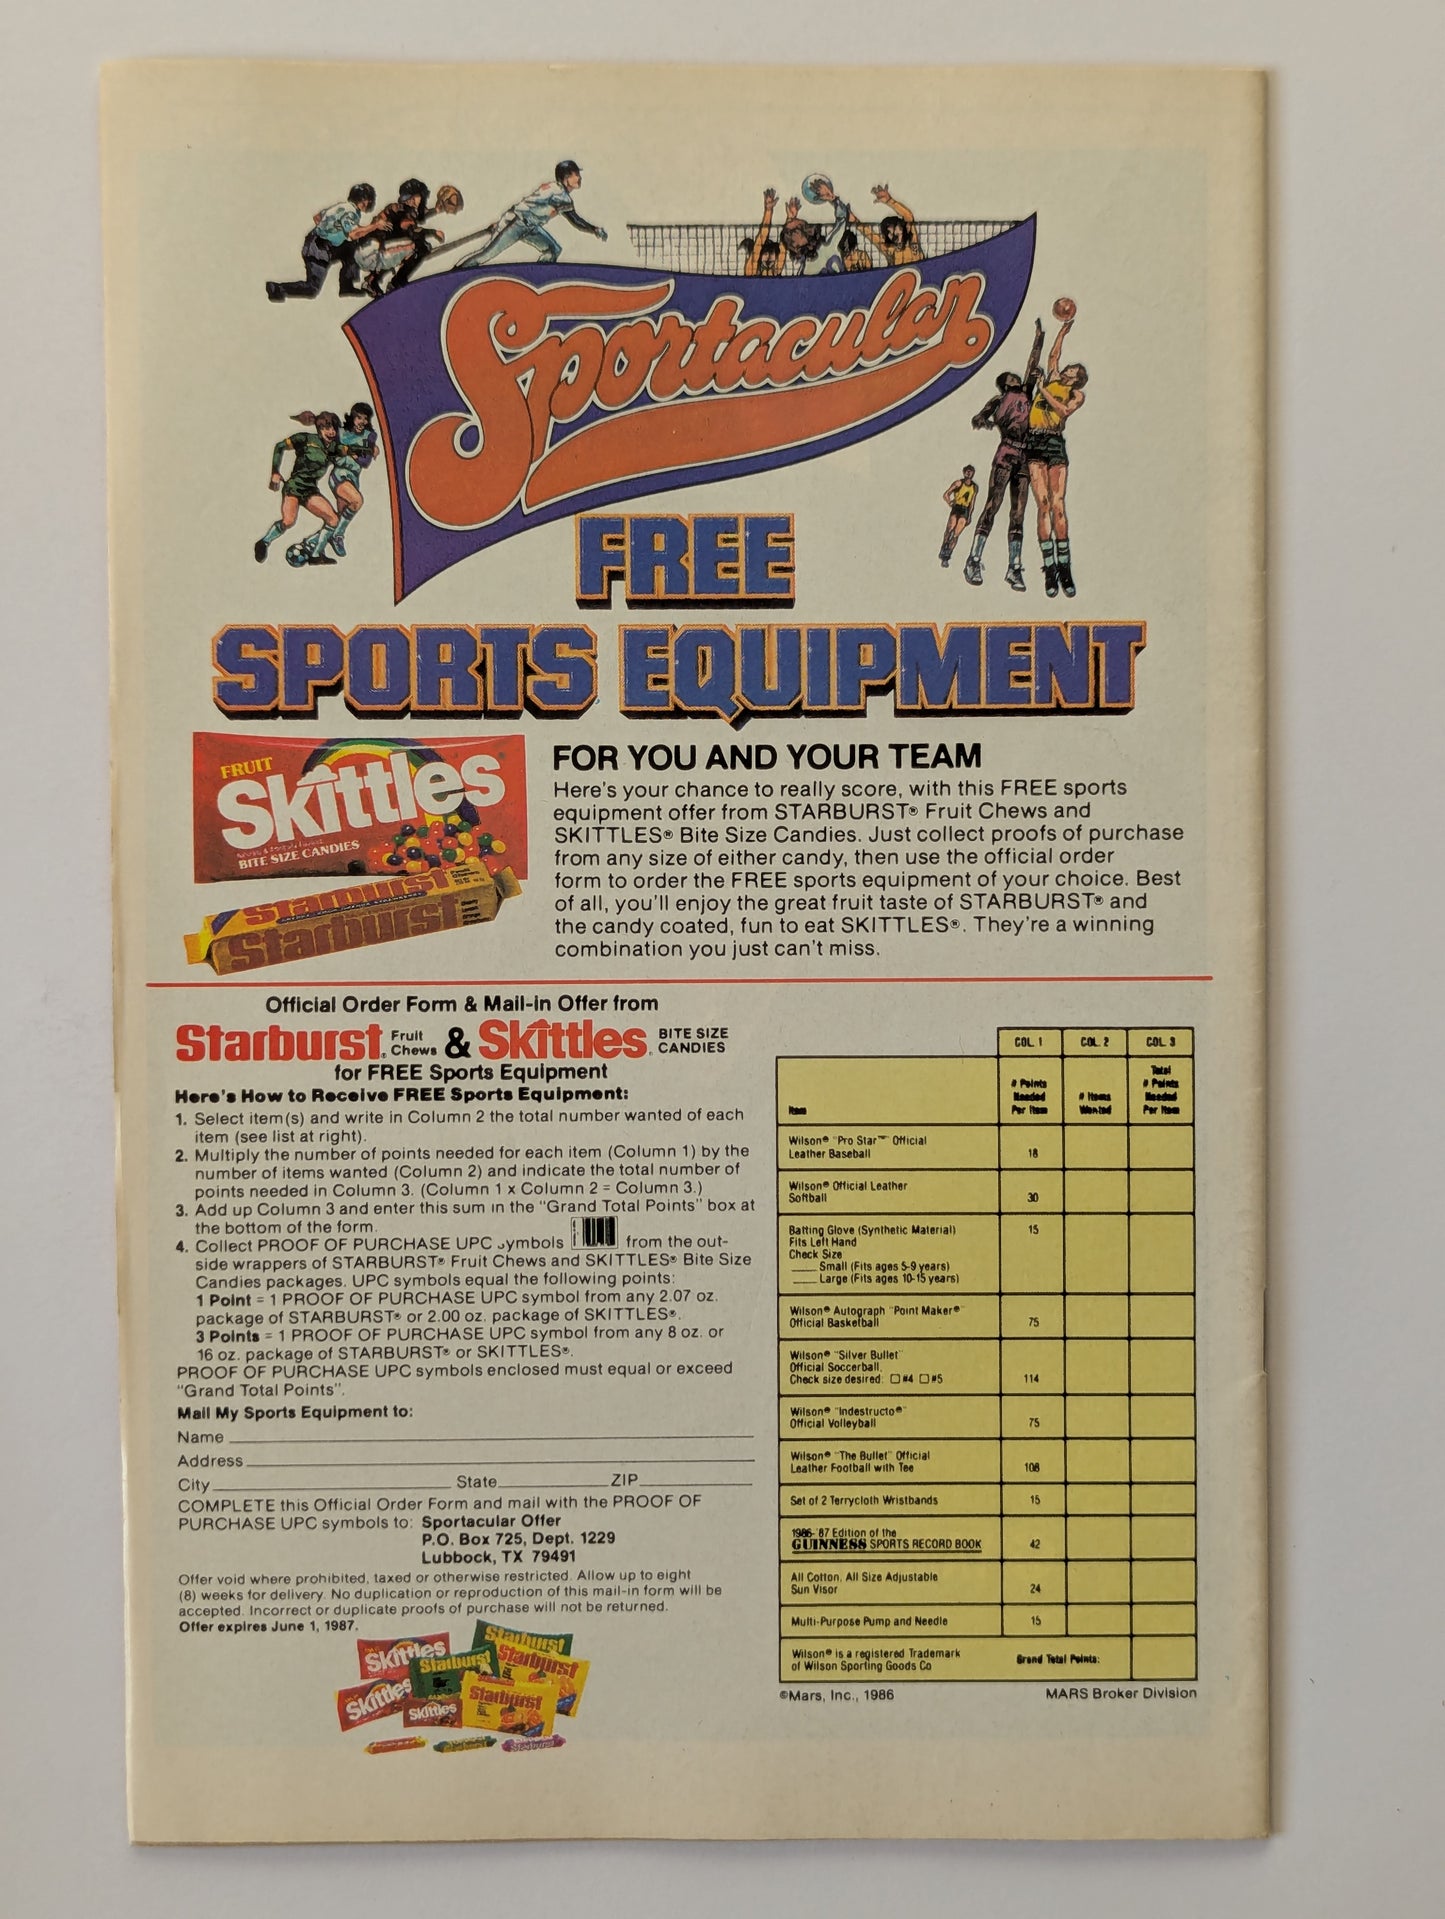 Sportacular
FREE
SPORTS EQUIPMENT
FRUIT
Skittles
BITE SIZE CANDIES
Starburst
Starburst
FOR YOU AND YOUR TEAM
Here's your chance to really score, with this FREE sports
equipment offer from STARBURST® Fruit Chews and
SKITTLES® Bite Size Candies. Just collect proofs of purchase
from any size of either candy, then use the official order
form to order the FREE sports equipment of your choice. Best
of all, you'll enjoy the great fruit taste of STARBURST® and
the candy coated, fun to eat SKITTLES®. They're a winning
combination you just can't miss.
Official Order Form & Mail-in Offer from
Starburst® Fruit Chews & Skittles® BITE SIZE CANDIES
for FREE Sports Equipment
Here's How to Receive FREE Sports Equipment:
1. Select item(s) and write in Column 2 the total number wanted of each
item (see list at right).
2. Multiply the number of points needed for each item (Column 1) by the
number of items wanted (Column 2) and indicate the total number of
points needed in Column 3. (Column 1 x Column 2 = Column 3.)
3. Add up Column 3 and enter this sum in the "Grand Total Points" box at
the bottom of the form.
4. Collect PROOF OF PURCHASE UPC symbols from the out-
side wrappers of STARBURST® Fruit Chews and SKITTLES® Bite Size
Candies packages. UPC symbols equal the following points:
1 Point = 1 PROOF OF PURCHASE UPC symbol from any 2.07 oz.
package of STARBURST® or 2.00 oz. package of SKITTLES®.
3 Points = 1 PROOF OF PURCHASE UPC symbol from any 8 oz. or
16 oz. package of STARBURST® or SKITTLES®.
PROOF OF PURCHASE UPC symbols enclosed must equal or exceed
"Grand Total Points".
Mail My Sports Equipment to:
Name
Address
City State ZIP
COMPLETE this Official Order Form and mail with the PROOF OF
PURCHASE UPC symbols to: Sportacular Offer
P.O. Box 725, Dept. 1229
Lubbock, TX 79491
Offer void where prohibited, taxed or otherwise restricted. Allow up to eight
(8) weeks for delivery. No duplication or reproduction of this mail-in form will be
accepted. Incorrect or duplicate proofs of purchase will not be returned.
Offer expires June 1, 1987.
Skittles
Starburst
Starburst
Starburst
Skittles
Skittles
Starburst
COL. 1 COL. 2 COL. 3
Item
# Points Needed Per Item
# Items Wanted
Total # Points Needed Per Item
Wilson® "Pro Star™ Official
Leather Baseball 18
Wilson® Official Leather
Softball 30
Batting Glove (Synthetic Material) 15
Fits Left Hand
Check Size
Small (Fits ages 5-9 years)
Large (Fits ages 10-15 years)
Wilson® Autograph "Point Maker®"
Official Basketball 75
Wilson® "Silver Bullet"
Official Soccerball,
Check size desired: #4 #5 114
Wilson® "Indestructo®"
Official Volleyball 75
Wilson® "The Bullet" Official
Leather Football with Tee 108
Set of 2 Terrycloth Wristbands 15
1986-'87 Edition of the
GUINNESS SPORTS RECORD BOOK 42
All Cotton, All Size Adjustable
Sun Visor 24
Multi-Purpose Pump and Needle 15
Wilson® is a registered Trademark
of Wilson Sporting Goods Co
Grand Total Points:
©Mars, Inc., 1986 MARS Broker Division